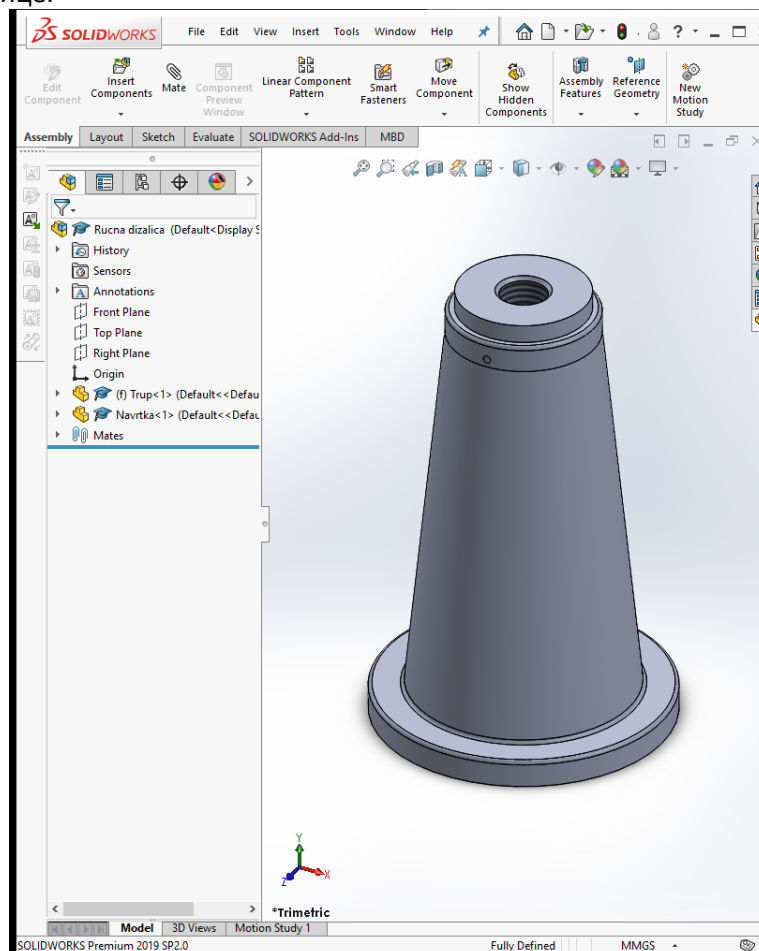 ице.
SOLIDWORKS File Edit View Insert Tools Window Help ?
Edit Component
Insert Components
Mate
Component Preview Window
Linear Component Pattern
Smart Fasteners
Move Component
Show Hidden Components
Assembly Features
Reference Geometry
New Motion Study
Assembly Layout Sketch Evaluate SOLIDWORKS Add-Ins MBD
Rucna dizalica (Default<Display S
History
Sensors
Annotations
Front Plane
Top Plane
Right Plane
Origin
(f) Trup<1> (Default<<Defau
Navrtka<1> (Default<<Defau
Mates
Y
X
Z
*Trimetric
Model 3D Views Motion Study 1
SOLIDWORKS Premium 2019 SP2.0 Fully Defined MMGS